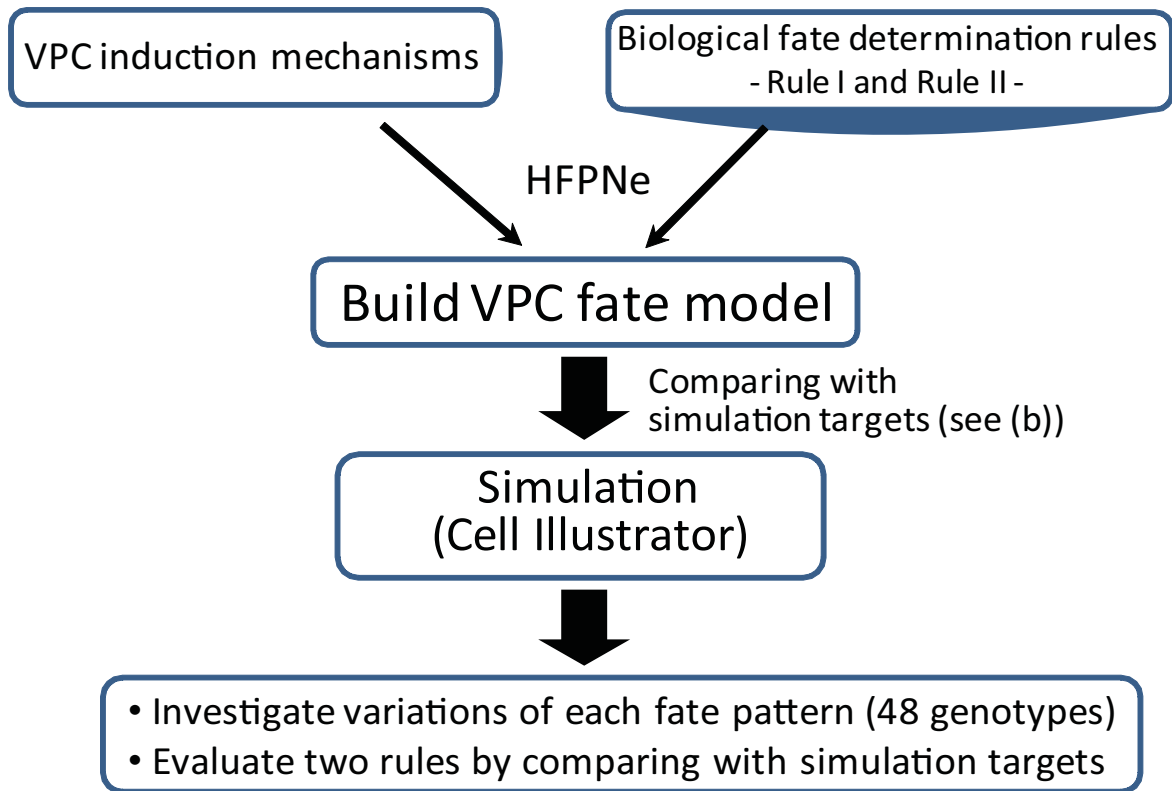 VPC induction mechanisms
Biological fate determination rules
- Rule I and Rule II -
HFPNe
Build VPC fate model
Comparing with
simulation targets (see (b))
Simulation
(Cell Illustrator)
• Investigate variations of each fate pattern (48 genotypes)
• Evaluate two rules by comparing with simulation targets